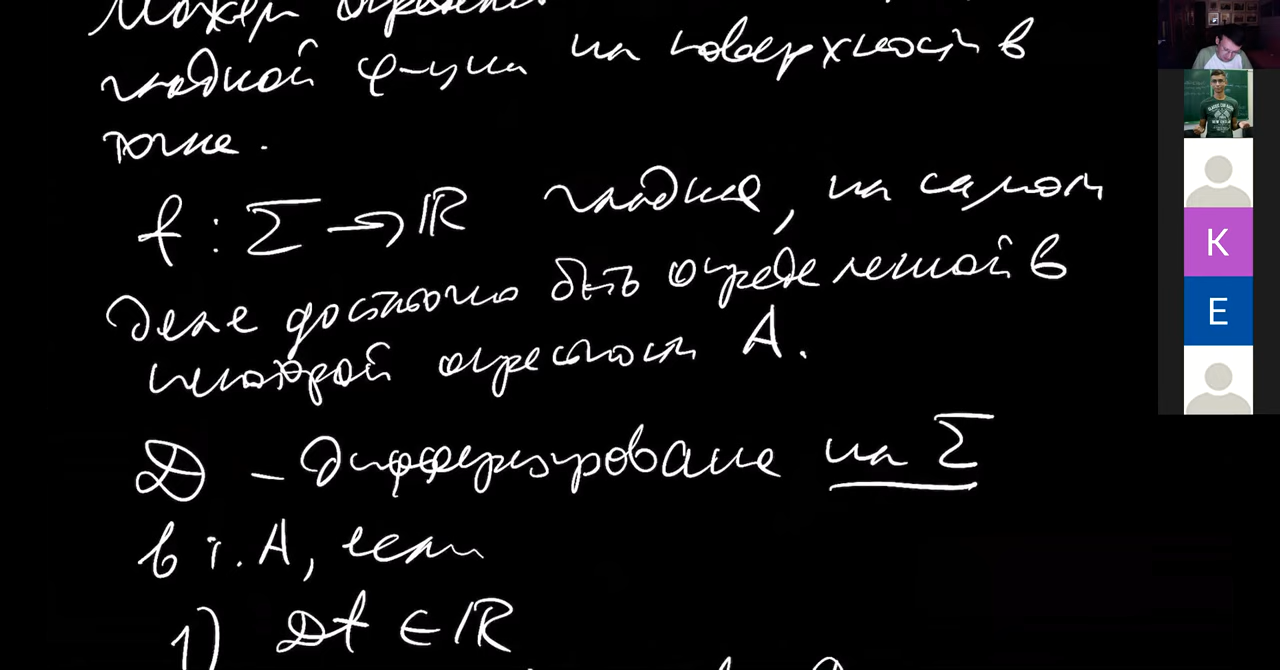 Может
гладкой ф-ции на поверхности в
точке.
f : Σ → ℝ гладкая, на самом
деле достаточно быть определенной в
некоторой окрестности A.
D – дифференцирование на Σ
в т. A, если
1) Df ∈ ℝ
K
E